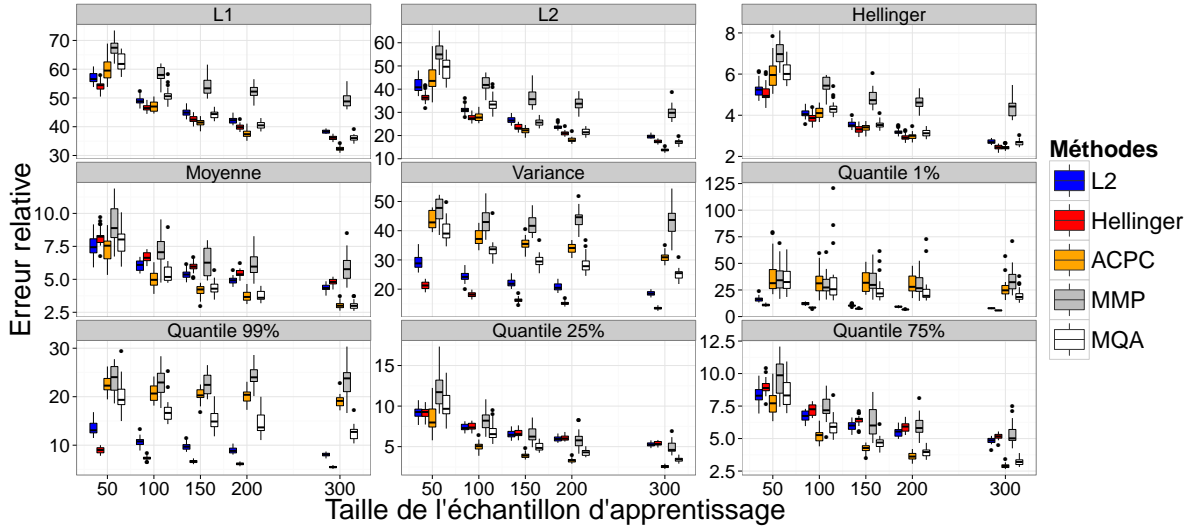 L1
L2
Hellinger
70
60
50
40
30
60
50
40
30
20
10
8
6
4
2
Moyenne
Variance
Quantile 1%
10.0
7.5
5.0
2.5
50
40
30
20
125
100
75
50
25
0
Quantile 99%
Quantile 25%
Quantile 75%
30
20
10
15
10
5
12.5
10.0
7.5
5.0
2.5
50 100 150 200 300
50 100 150 200 300
50 100 150 200 300
Taille de l'échantillon d'apprentissage
Erreur relative
Méthodes
L2
Hellinger
ACPC
MMP
MQA